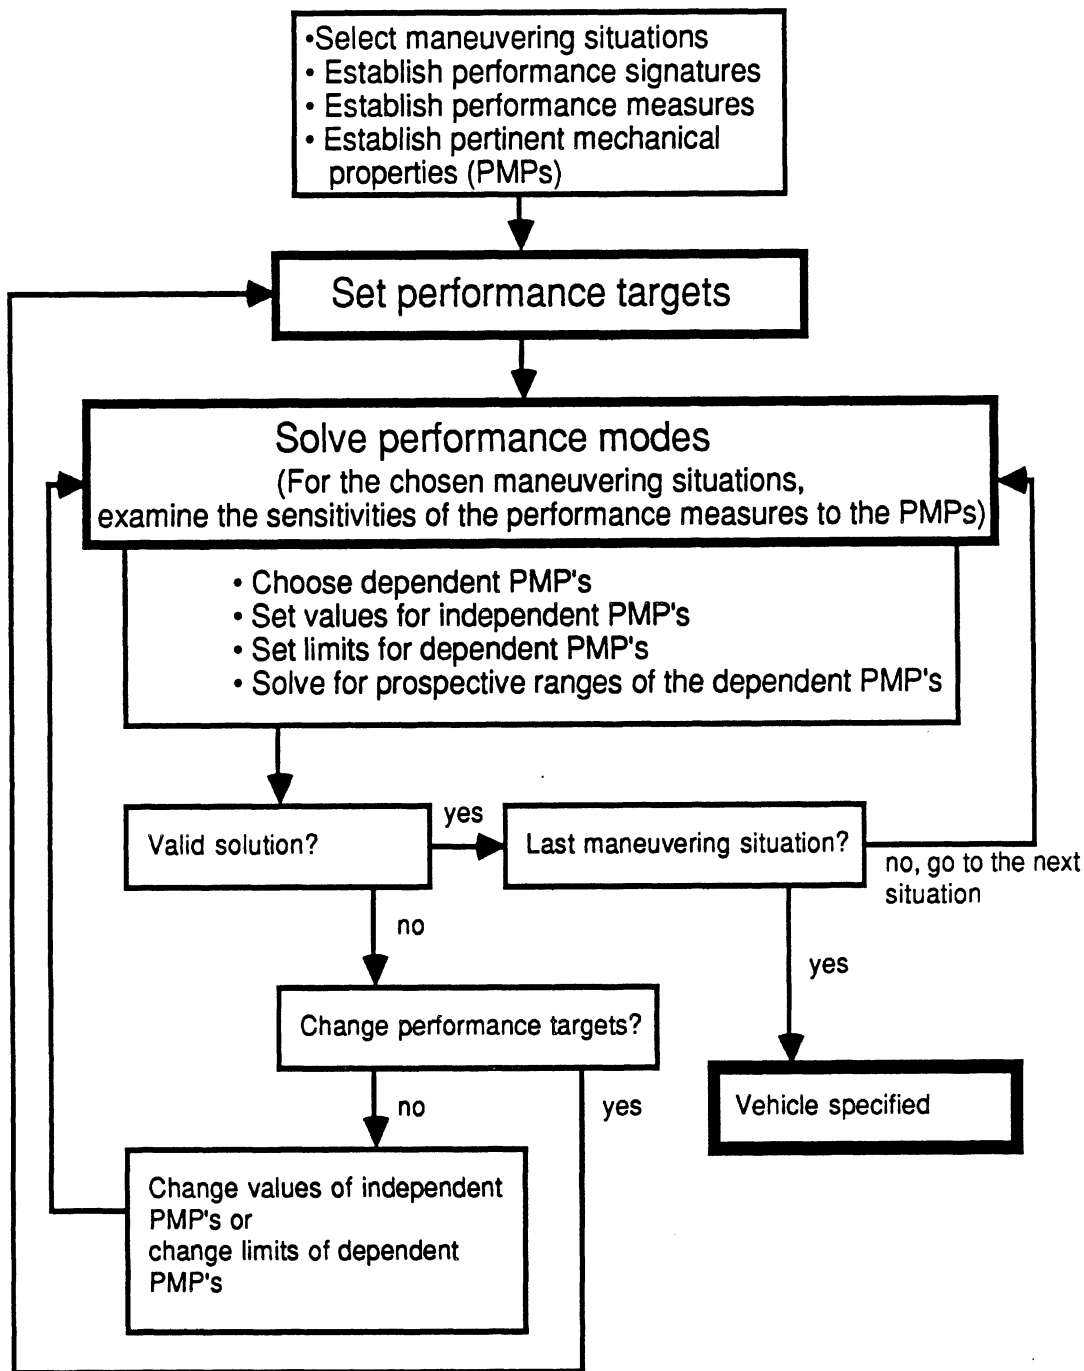 •Select maneuvering situations
• Establish performance signatures
• Establish performance measures
• Establish pertinent mechanical
properties (PMPs)
Set performance targets
Solve performance modes
(For the chosen maneuvering situations,
examine the sensitivities of the performance measures to the PMPs)
• Choose dependent PMP's
• Set values for independent PMP's
• Set limits for dependent PMP's
• Solve for prospective ranges of the dependent PMP's
Valid solution?
yes
Last maneuvering situation?
no, go to the next
situation
no
yes
Change performance targets?
no
yes
Vehicle specified
Change values of independent
PMP's or
change limits of dependent
PMP's